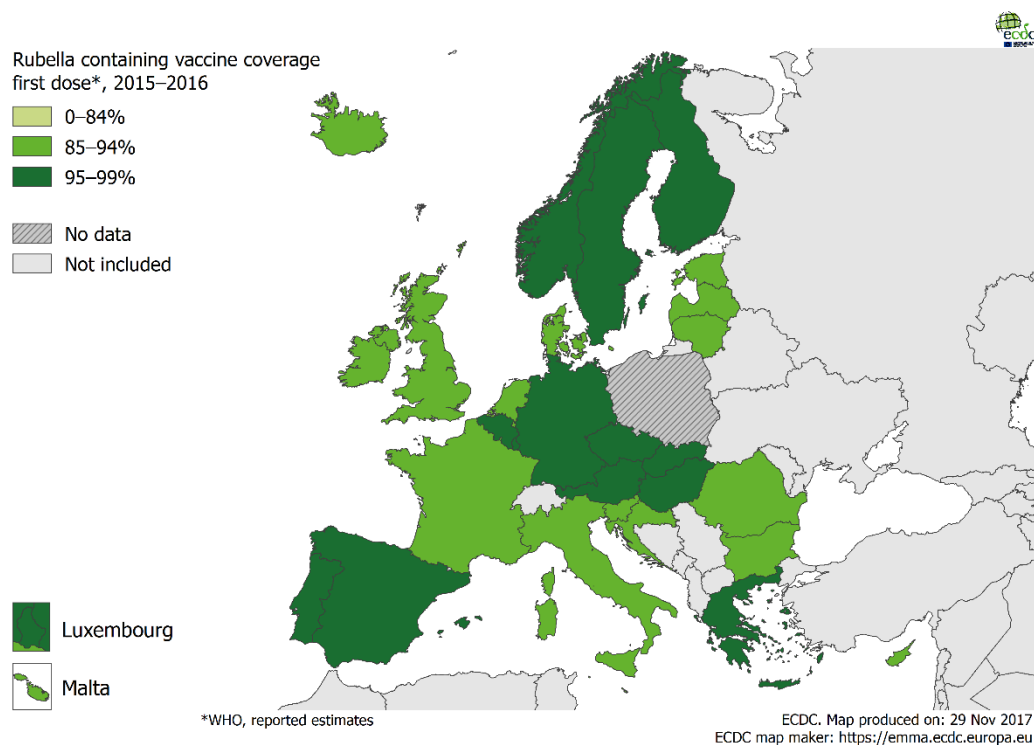 ecdc
Rubella containing vaccine coverage
first dose*, 2015–2016
0–84%
85–94%
95–99%
No data
Not included
Luxembourg
Malta
*WHO, reported estimates
ECDC. Map produced on: 29 Nov 2017
ECDC map maker: https://emma.ecdc.europa.eu